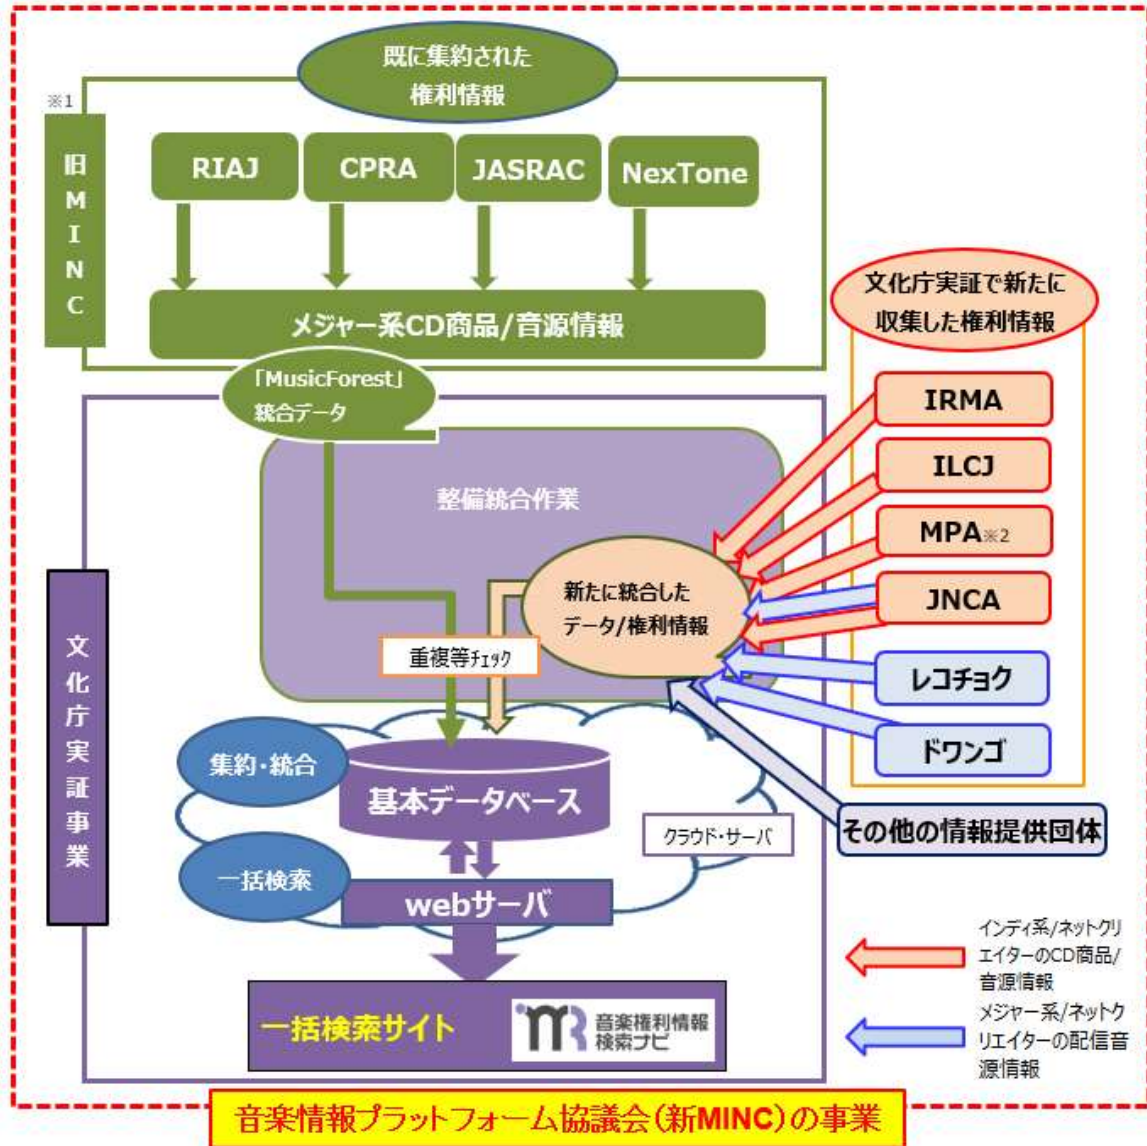 既に集約された
権利情報
※1
旧MINC
RIAJ
CPRA
JASRAC
NexTone
メジャー系CD商品/音源情報
「MusicForest」
統合データ
文化庁実証で新たに
収集した権利情報
IRMA
ILCJ
MPA※2
JNCA
レコチョク
ドワンゴ
その他の情報提供団体
整備統合作業
新たに統合した
データ/権利情報
重複等チェック
文化庁実証事業
集約・統合
基本データベース
クラウド・サーバ
一括検索
webサーバ
一括検索サイト
音楽権利情報
検索ナビ
インディ系/ネットクリ
エイターのCD商品/
音源情報
メジャー系/ネットク
リエイターの配信音
源情報
音楽情報プラットフォーム協議会(新MINC)の事業